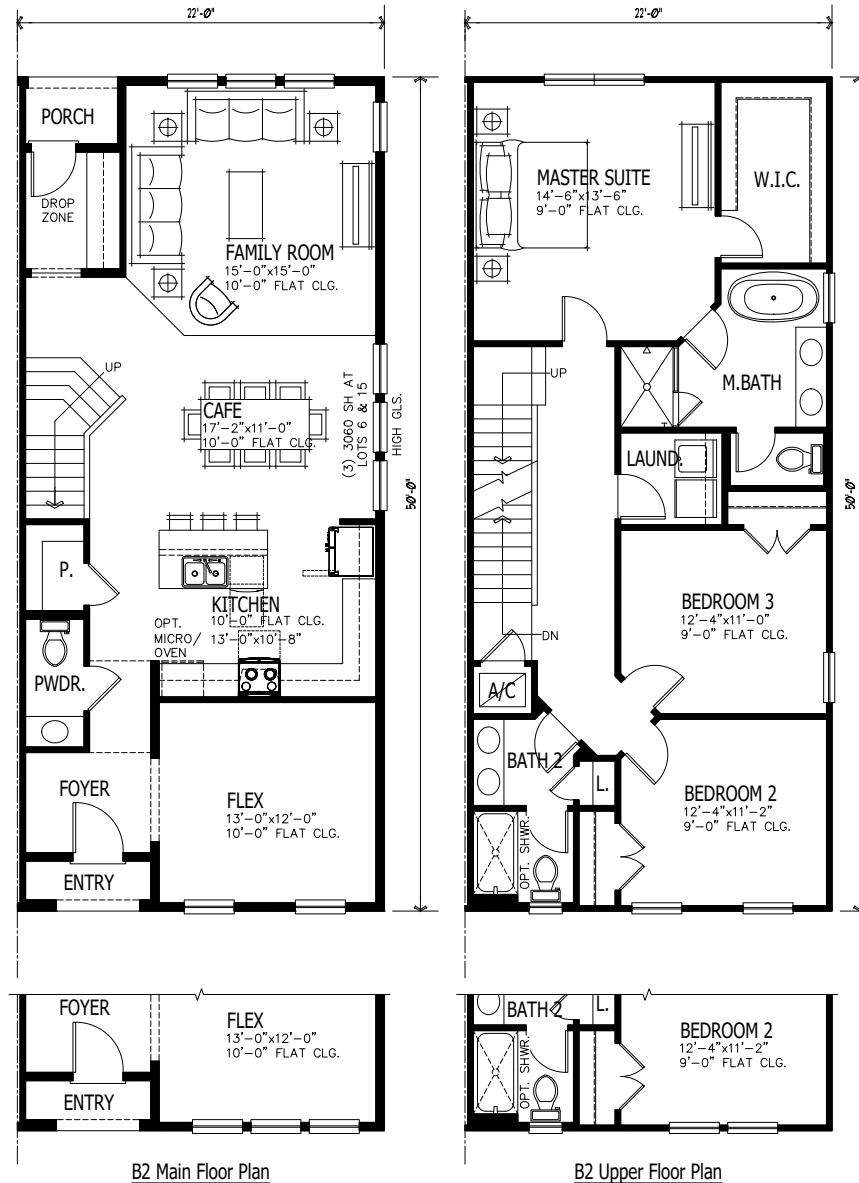 22'-0"
PORCH
DROP
ZONE
FAMILY ROOM
15'-0"x15'-0"
10'-0" FLAT CLG.
UP
CAFE
17'-2"x11'-0"
10'-0" FLAT CLG.
(3) 3060 SH AT
LOTS 6 & 15
HIGH GLS.
50'-0"
P.
KITCHEN
10'-0" FLAT CLG.
13'-0"x10'-8"
OPT.
MICRO/
OVEN
PWDR.
FOYER
FLEX
13'-0"x12'-0"
10'-0" FLAT CLG.
ENTRY
FOYER
FLEX
13'-0"x12'-0"
10'-0" FLAT CLG.
ENTRY
B2 Main Floor Plan
22'-0"
MASTER SUITE
14'-6"x13'-6"
9'-0" FLAT CLG.
W.I.C.
UP
M.BATH
LAUND.
50'-0"
BEDROOM 3
12'-4"x11'-0"
9'-0" FLAT CLG.
DN
A/C
BATH 2
L.
BEDROOM 2
12'-4"x11'-2"
9'-0" FLAT CLG.
OPT. SHWR.
BATH 2
L.
BEDROOM 2
12'-4"x11'-2"
9'-0" FLAT CLG.
OPT. SHWR.
B2 Upper Floor Plan